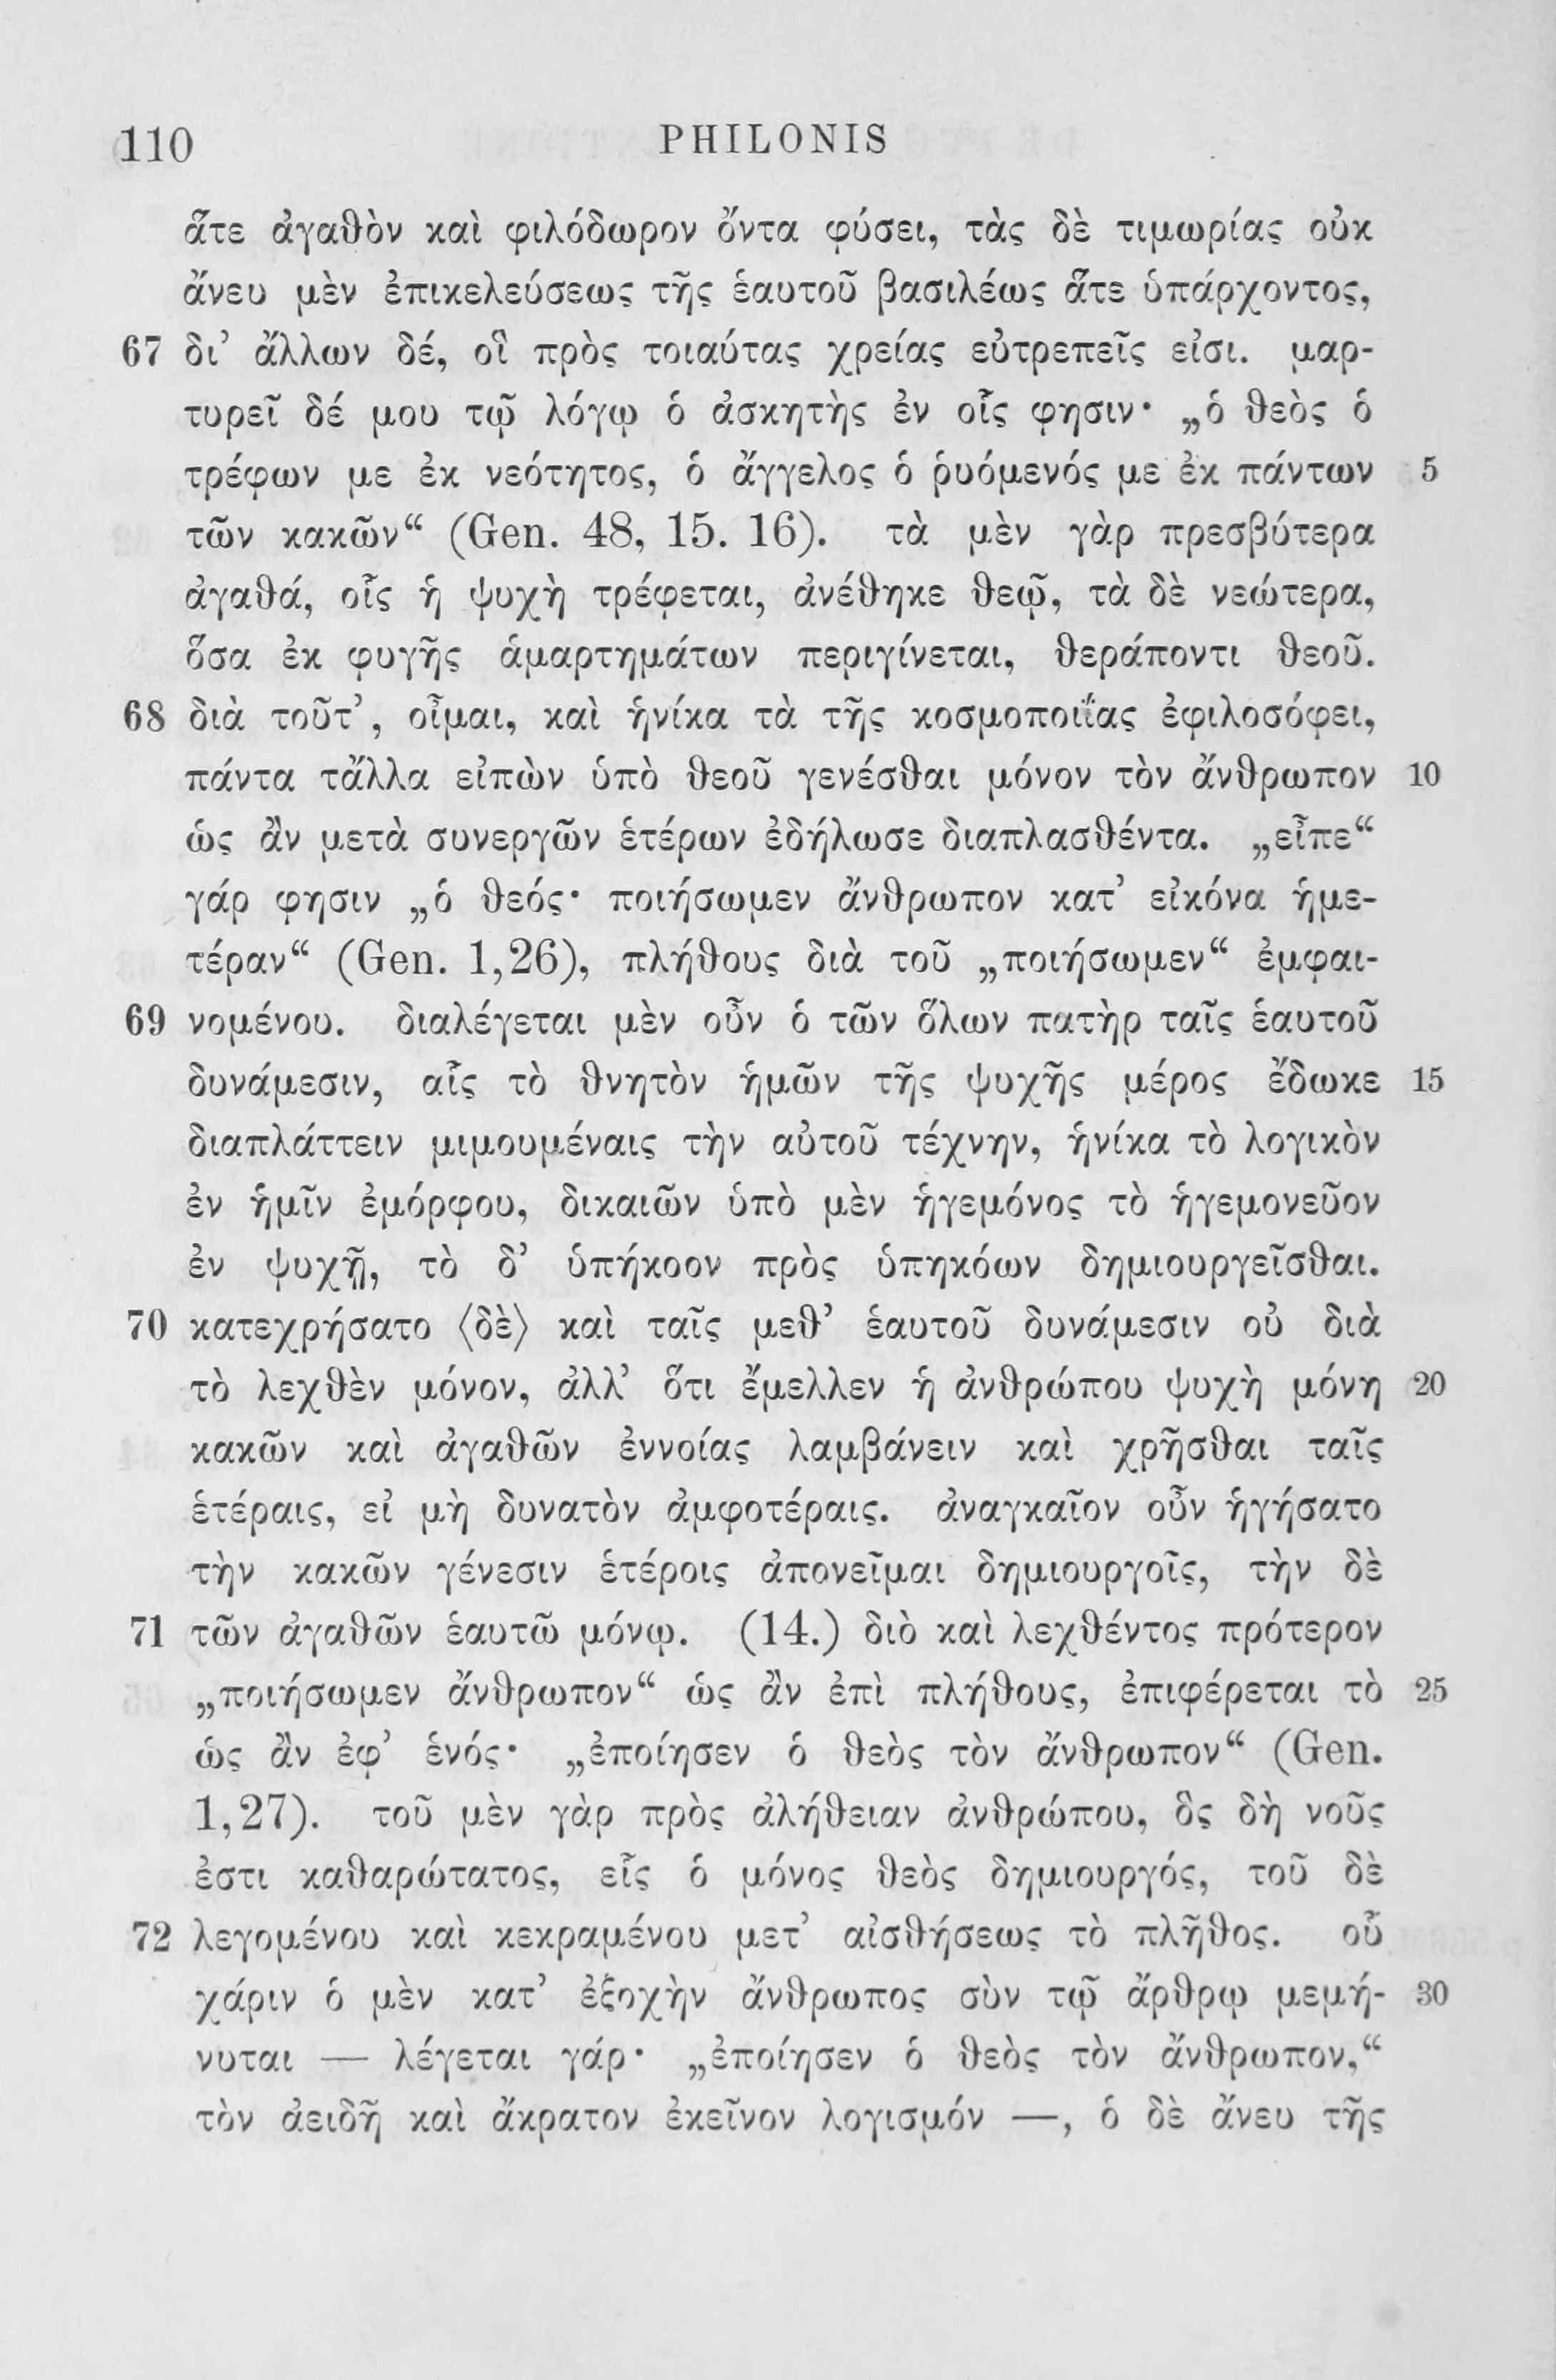 110 PHILONIS
ἅτε ἀγαθὸν καὶ φιλόδωρον ὄντα φύσει, τὰς δὲ τιμωρίας οὐκ
ἄνευ μὲν ἐπικελεύσεως τῆς ἑαυτοῦ βασιλέως ἅτε ὑπάρχοντος,
67 δι’ ἄλλων δέ, οἳ πρὸς τοιαύτας χρείας εὐτρεπεῖς εἰσι. μαρ-
τυρεῖ δέ μου τῷ λόγῳ ὁ ἀσκητὴς ἐν οἷς φησιν· „ὁ θεὸς ὁ
τρέφων με ἐκ νεότητος, ὁ ἄγγελος ὁ ῥυόμενός με ἐκ πάντων 5
τῶν κακῶν“ (Gen. 48, 15. 16). τὰ μὲν γὰρ πρεσβύτερα
ἀγαθά, οἷς ἡ ψυχὴ τρέφεται, ἀνέθηκε θεῷ, τὰ δὲ νεώτερα,
ὅσα ἐκ φυγῆς ἁμαρτημάτων περιγίνεται, θεράποντι θεοῦ.
68 διὰ τοῦτ’, οἶμαι, καὶ ἡνίκα τὰ τῆς κοσμοποιΐας ἐφιλοσόφει,
πάντα τἄλλα εἰπὼν ὑπὸ θεοῦ γενέσθαι μόνον τὸν ἄνθρωπον 10
ὡς ἂν μετὰ συνεργῶν ἑτέρων ἐδήλωσε διαπλασθέντα. „εἶπε“
γάρ φησιν „ὁ θεός· ποιήσωμεν ἄνθρωπον κατ’ εἰκόνα ἡμε-
τέραν“ (Gen. 1,26), πλήθους διὰ τοῦ „ποιήσωμεν“ ἐμφαι-
69 νομένου. διαλέγεται μὲν οὖν ὁ τῶν ὅλων πατὴρ ταῖς ἑαυτοῦ
δυνάμεσιν, αἷς τὸ θνητὸν ἡμῶν τῆς ψυχῆς μέρος ἔδωκε 15
διαπλάττειν μιμουμέναις τὴν αὐτοῦ τέχνην, ἡνίκα τὸ λογικὸν
ἐν ἡμῖν ἐμόρφου, δικαιῶν ὑπὸ μὲν ἡγεμόνος τὸ ἡγεμονεῦον
ἐν ψυχῇ, τὸ δ’ ὑπήκοον πρὸς ὑπηκόων δημιουργεῖσθαι.
70 κατεχρήσατο ⟨δὲ⟩ καὶ ταῖς μεθ’ ἑαυτοῦ δυνάμεσιν οὐ διὰ
τὸ λεχθὲν μόνον, ἀλλ’ ὅτι ἔμελλεν ἡ ἀνθρώπου ψυχὴ μόνη 20
κακῶν καὶ ἀγαθῶν ἐννοίας λαμβάνειν καὶ χρῆσθαι ταῖς
ἑτέραις, εἰ μὴ δυνατὸν ἀμφοτέραις. ἀναγκαῖον οὖν ἡγήσατο
τὴν κακῶν γένεσιν ἑτέροις ἀπονεῖμαι δημιουργοῖς, τὴν δὲ
71 τῶν ἀγαθῶν ἑαυτῶ μόνῳ. (14.) διὸ καὶ λεχθέντος πρότερον
„ποιήσωμεν ἄνθρωπον“ ὡς ἂν ἐπὶ πλήθους, ἐπιφέρεται τὸ 25
ὡς ἂν ἐφ’ ἑνός· „ἐποίησεν ὁ θεὸς τὸν ἄνθρωπον“ (Gen.
1,27). τοῦ μὲν γὰρ πρὸς ἀλήθειαν ἀνθρώπου, ὃς δὴ νοῦς
ἐστι καθαρώτατος, εἷς ὁ μόνος θεὸς δημιουργός, τοῦ δὲ
72 λεγομένου καὶ κεκραμένου μετ’ αἰσθήσεως τὸ πλῆθος. οὗ
χάριν ὁ μὲν κατ’ ἐξοχὴν ἄνθρωπος σὺν τῷ ἄρθρῳ μεμή- 30
νυται — λέγεται γάρ· „ἐποίησεν ὁ θεὸς τὸν ἄνθρωπον,“
τὸν ἀειδῆ καὶ ἄκρατον ἐκεῖνον λογισμόν —, ὁ δὲ ἄνευ τῆς